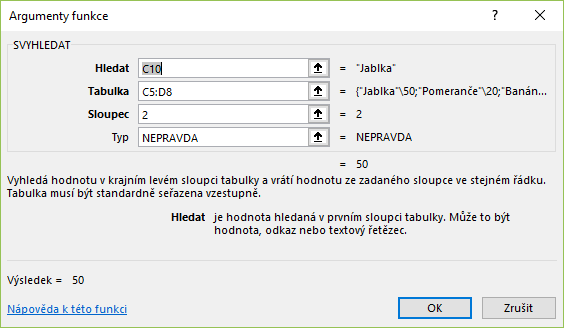 Argumenty funkce ? ×
SVYHLEDAT
Hledat C10 = "Jablka"
Tabulka C5:D8 = {"Jablka"\50;"Pomeranče"\20;"Banán...
Sloupec 2 = 2
Typ NEPRAVDA = NEPRAVDA
= 50
Vyhledá hodnotu v krajním levém sloupci tabulky a vrátí hodnotu ze zadaného sloupce ve stejném řádku.
Tabulka musí být standardně seřazena vzestupně.
Hledat je hodnota hledaná v prvním sloupci tabulky. Může to být
hodnota, odkaz nebo textový řetězec.
Výsledek = 50
Nápověda k této funkci OK Zrušit